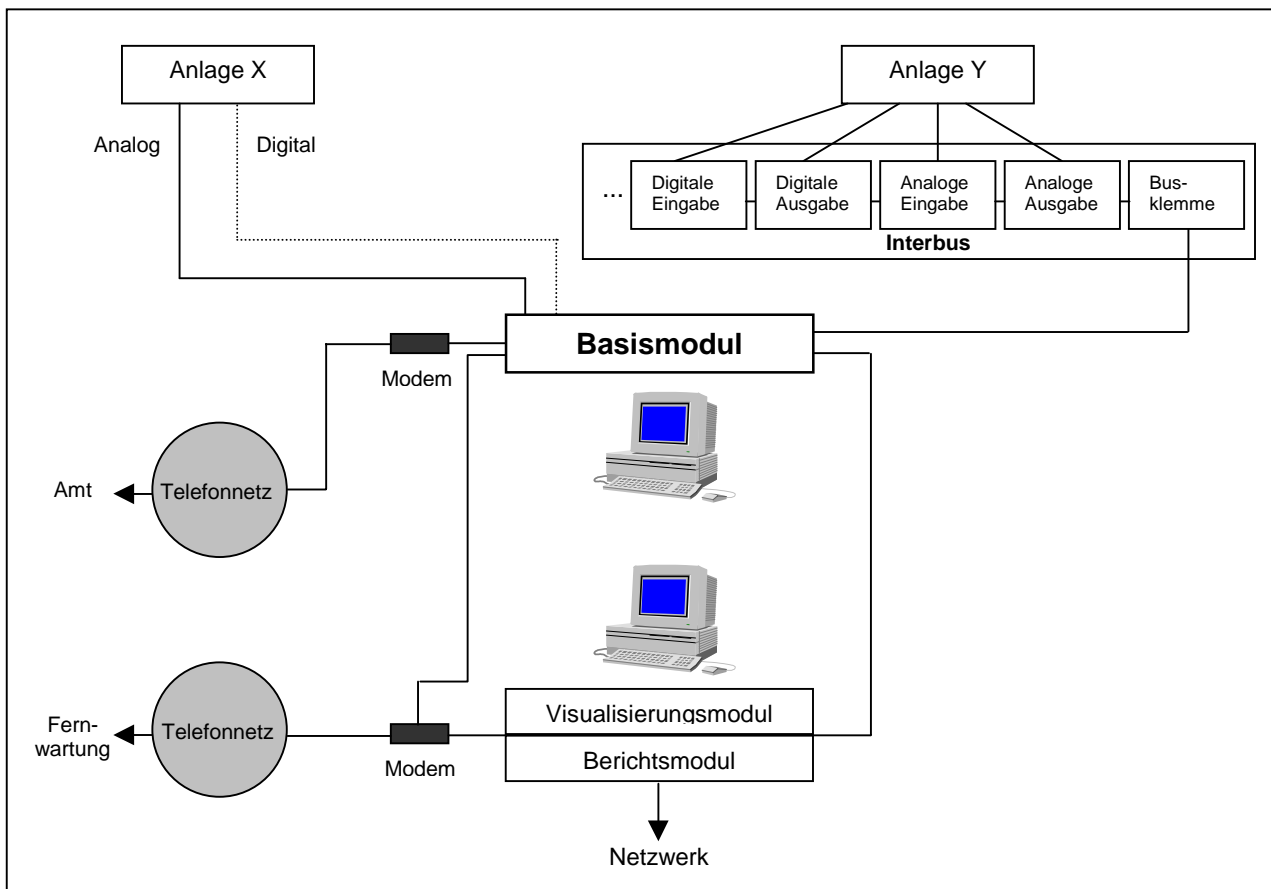 Anlage X
Anlage Y
Analog
Digital
...
Digitale
Eingabe
Digitale
Ausgabe
Analoge
Eingabe
Analoge
Ausgabe
Bus-
klemme
Interbus
Basismodul
Modem
Amt
Telefonnetz
Fern-
wartung
Telefonnetz
Modem
Visualisierungsmodul
Berichtsmodul
Netzwerk